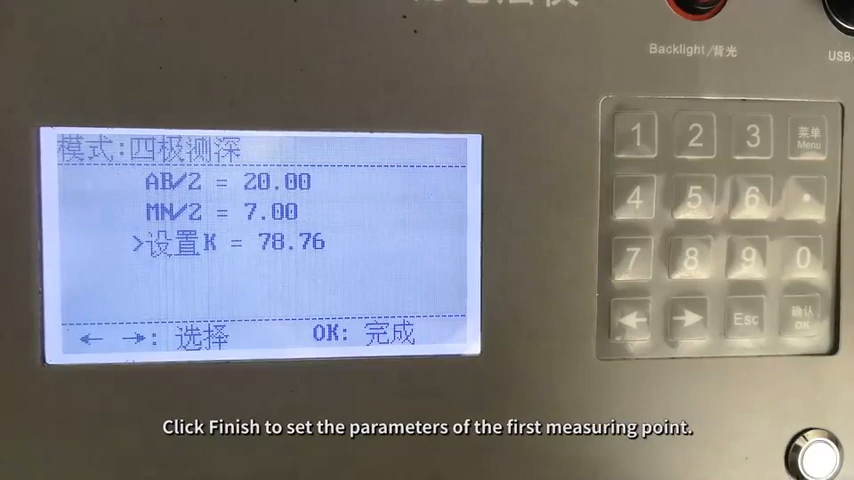 Backlight/背光
USB
模式:四极测深
AB/2 = 20.00
MN/2 = 7.00
>设置K = 78.76
← →: 选择 OK: 完成
1 2 3 菜单 Menu
4 5 6 •
7 8 9 0
← → Esc 确认 OK
Click Finish to set the parameters of the first measuring point.